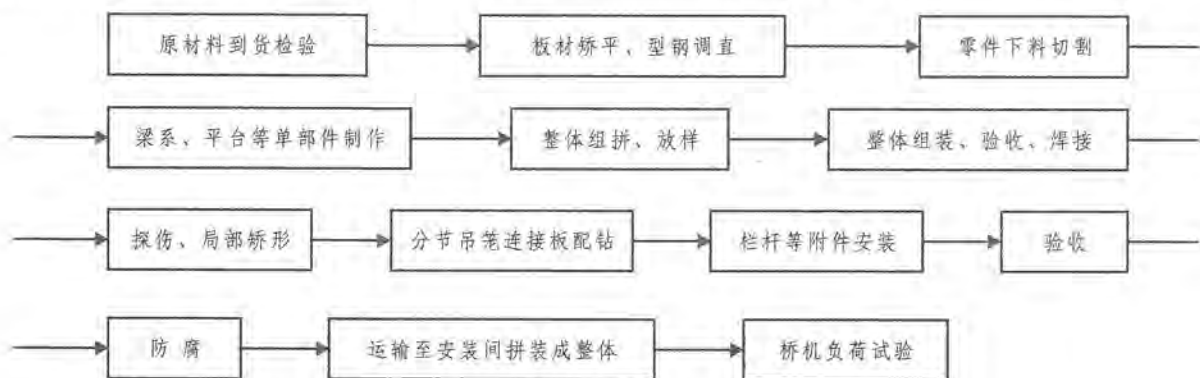 原材料到货检验
板材矫平、型钢调直
零件下料切割
梁系、平台等单部件制作
整体组拼、放样
整体组装、验收、焊接
探伤、局部矫形
分节吊笼连接板配钻
栏杆等附件安装
验收
防 腐
运输至安装间拼装成整体
桥机负荷试验